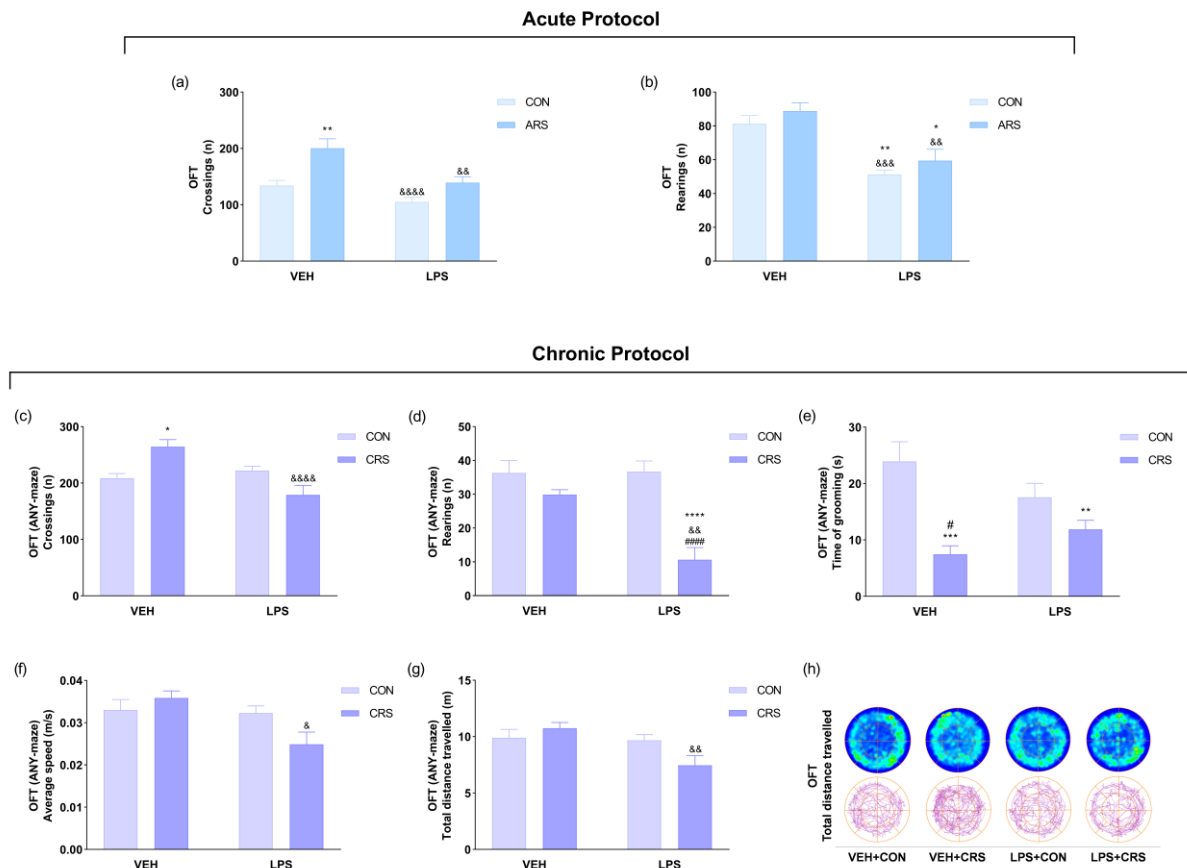 Acute Protocol
(a)
OFT
Crossings (n)
300
200
100
0
**
&&&&
&&
VEH
LPS
CON
ARS
(b)
OFT
Rearings (n)
100
80
60
40
20
0
**
&&&
*
&&
VEH
LPS
CON
ARS
Chronic Protocol
(c)
OFT (ANY-maze)
Crossings (n)
300
200
100
0
*
&&&&
VEH
LPS
CON
CRS
(d)
OFT (ANY-maze)
Rearings (n)
50
40
30
20
10
0
****
&&
####
VEH
LPS
CON
CRS
(e)
OFT (ANY-maze)
Time of grooming (s)
30
20
10
0
#
***
**
VEH
LPS
CON
CRS
(f)
OFT (ANY-maze)
Average speed (m/s)
0.04
0.03
0.02
0.01
0.00
&
VEH
LPS
CON
CRS
(g)
OFT (ANY-maze)
Total distance travelled (m)
15
10
5
0
&&
VEH
LPS
CON
CRS
(h)
OFT
Total distance travelled
VEH+CON
VEH+CRS
LPS+CON
LPS+CRS